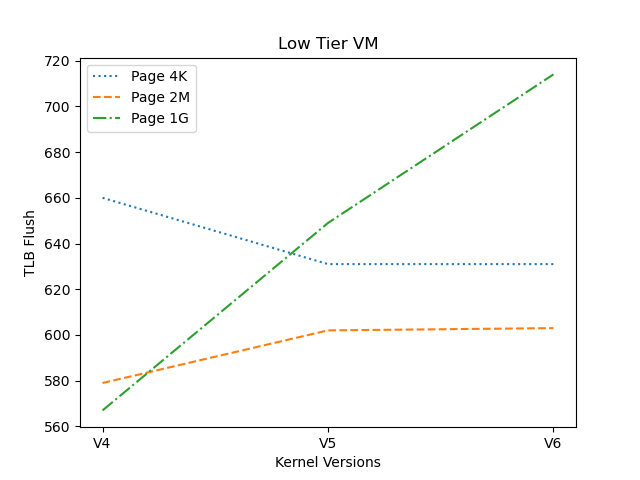 Low Tier VM
Page 4K
Page 2M
Page 1G
720
700
680
660
640
620
600
580
560
TLB Flush
V4 V5 V6
Kernel Versions